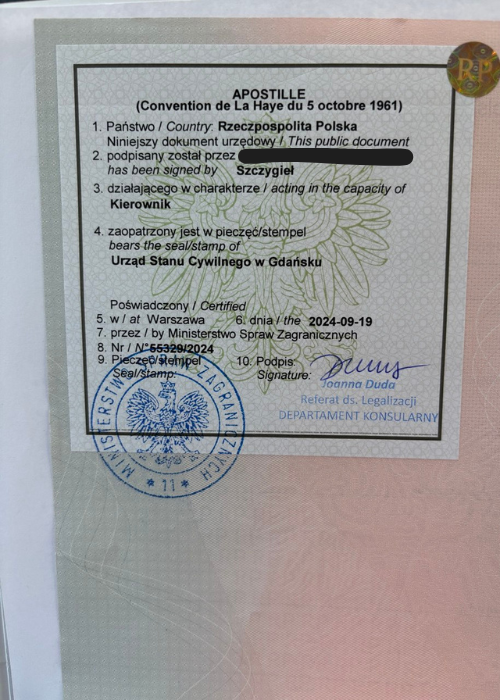 RP
APOSTILLE
(Convention de La Haye du 5 octobre 1961)
1. Państwo / Country: Rzeczpospolita Polska
Niniejszy dokument urzędowy / This public document
2. podpisany został przez
has been signed by Szczygieł
3. działającego w charakterze / acting in the capacity of
Kierownik
4. zaopatrzony jest w pieczęć/stempel
bears the seal/stamp of
Urząd Stanu Cywilnego w Gdańsku
Poświadczony / Certified
5. w / at Warszawa 6. dnia / the 2024-09-19
7. przez / by Ministerstwo Spraw Zagranicznych
8. Nr / N° 55329/2024
9. Pieczęć/stempel 10. Podpis
Seal/stamp: Signature:
Joanna Duda
Referat ds. Legalizacji
DEPARTAMENT KONSULARNY
MINISTERSTWO SPRAW ZAGRANICZNYCH
* 11 *